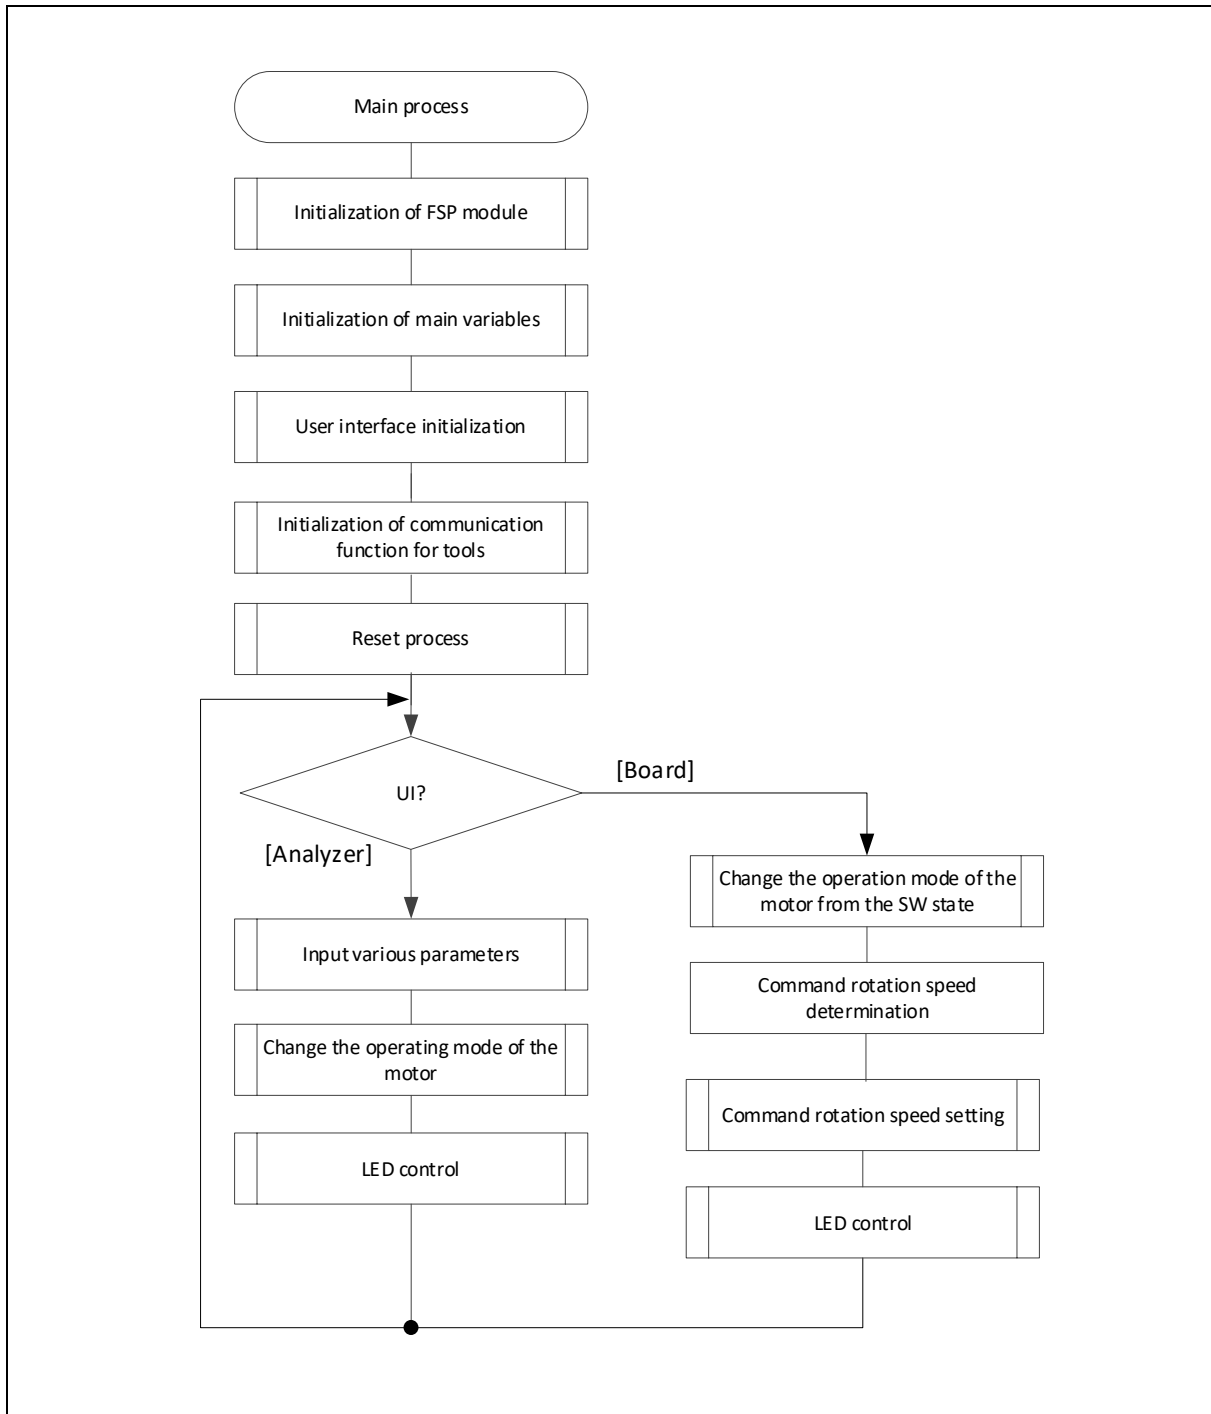 Main process
Initialization of FSP module
Initialization of main variables
User interface initialization
Initialization of communication
function for tools
Reset process
UI?
[Board]
[Analyzer]
Input various parameters
Change the operating mode of the
motor
LED control
Change the operation mode of the
motor from the SW state
Command rotation speed
determination
Command rotation speed setting
LED control